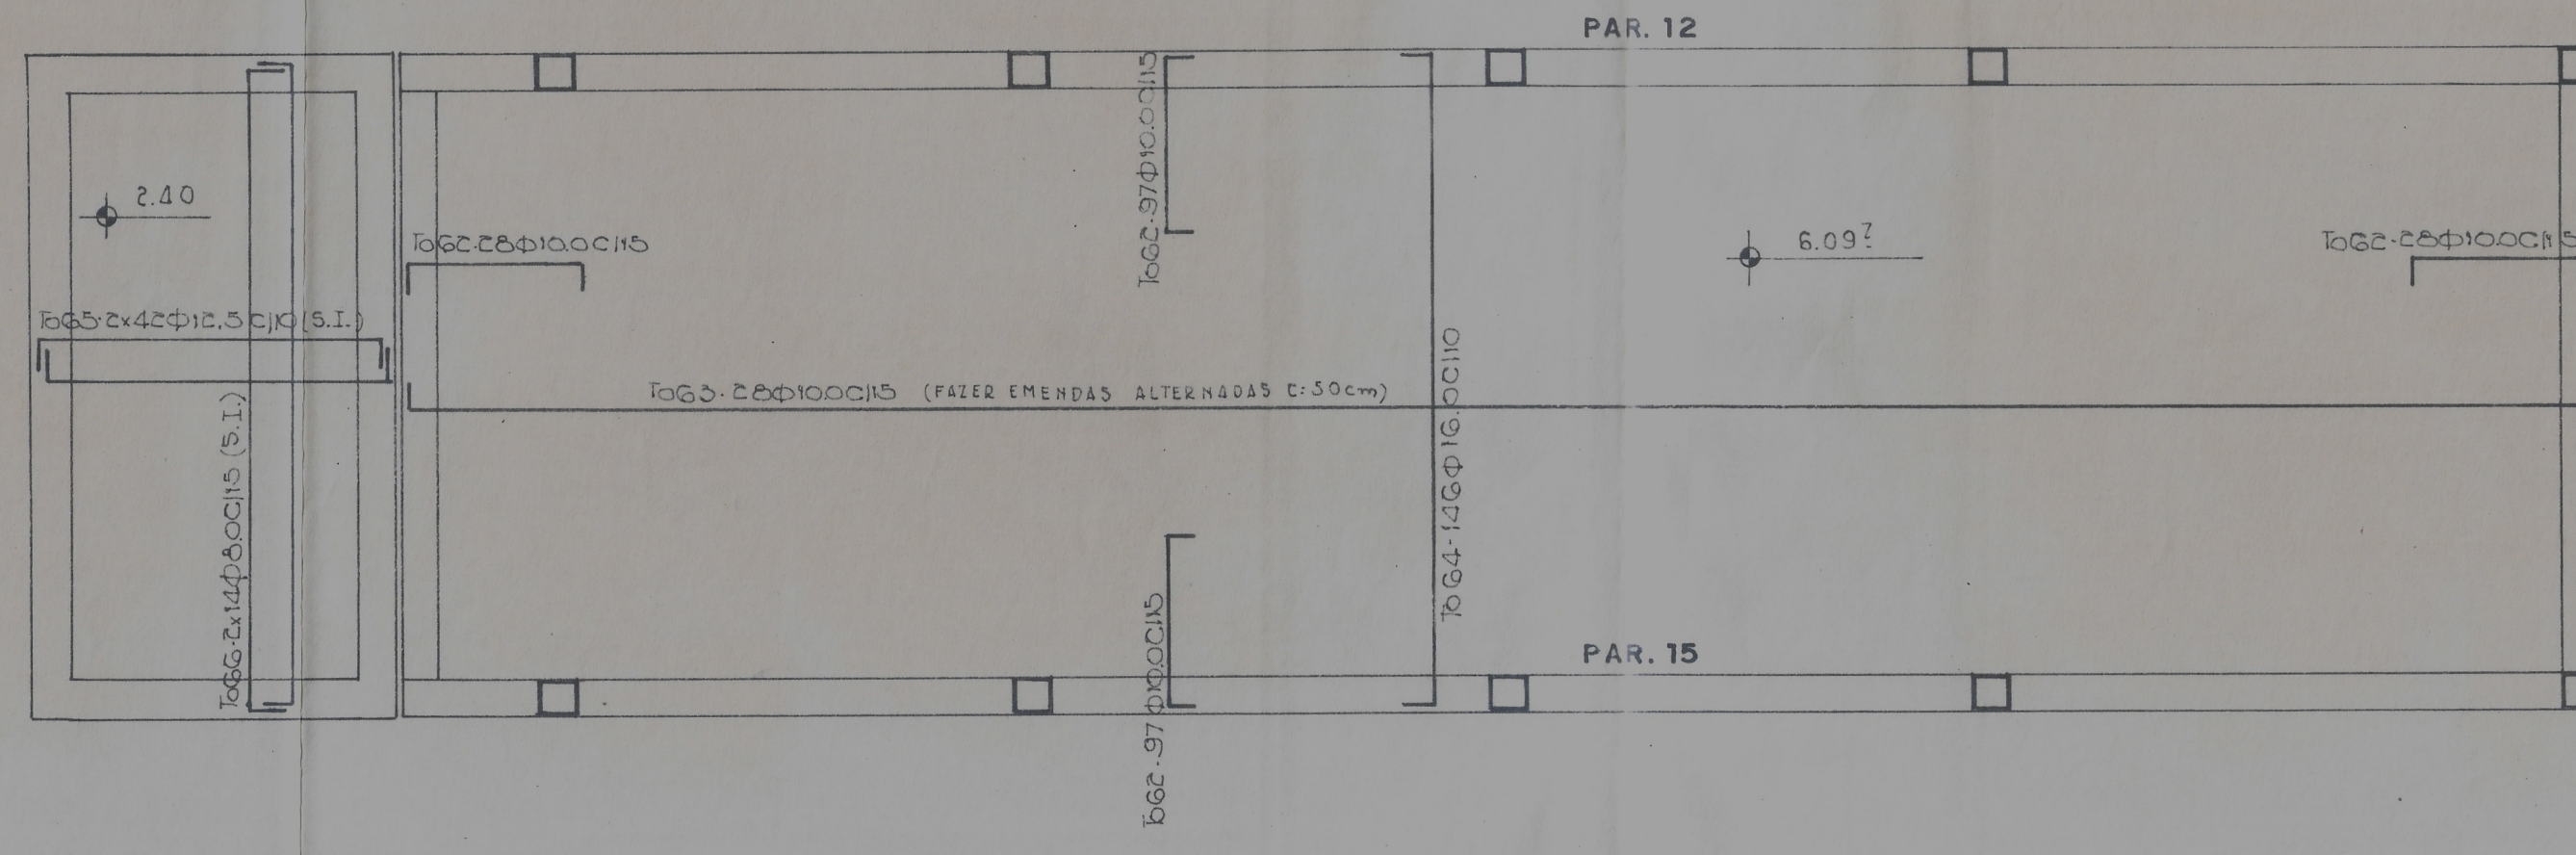 PAR. 12
2.40
To62-28Φ10.0C/15
To62-97Φ10.0C/15
6.097
To62-28Φ10.0C/15
To65-2x42Φ12.5 C/10 (S.I.)
To63-28Φ10.0C/15 (FAZER EMENDAS ALTERNADAS C:50cm)
To64-146Φ16.0C/10
To66-2x14Φ8.0C/15 (S.I.)
PAR. 15
To62-97Φ10.0C/15